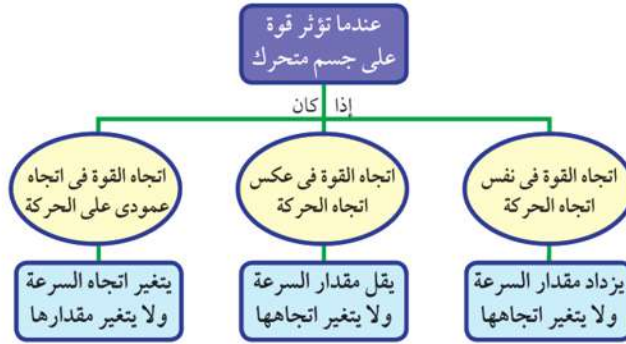 عندما تؤثر قوة
على جسم متحرك
إذا كان
اتجاه القوة فى نفس
اتجاه الحركة
اتجاه القوة فى عكس
اتجاه الحركة
اتجاه القوة فى اتجاه
عمودى على الحركة
يزداد مقدار السرعة
ولا يتغير اتجاهها
يقل مقدار السرعة
ولا يتغير اتجاهها
يتغير اتجاه السرعة
ولا يتغير مقدارها